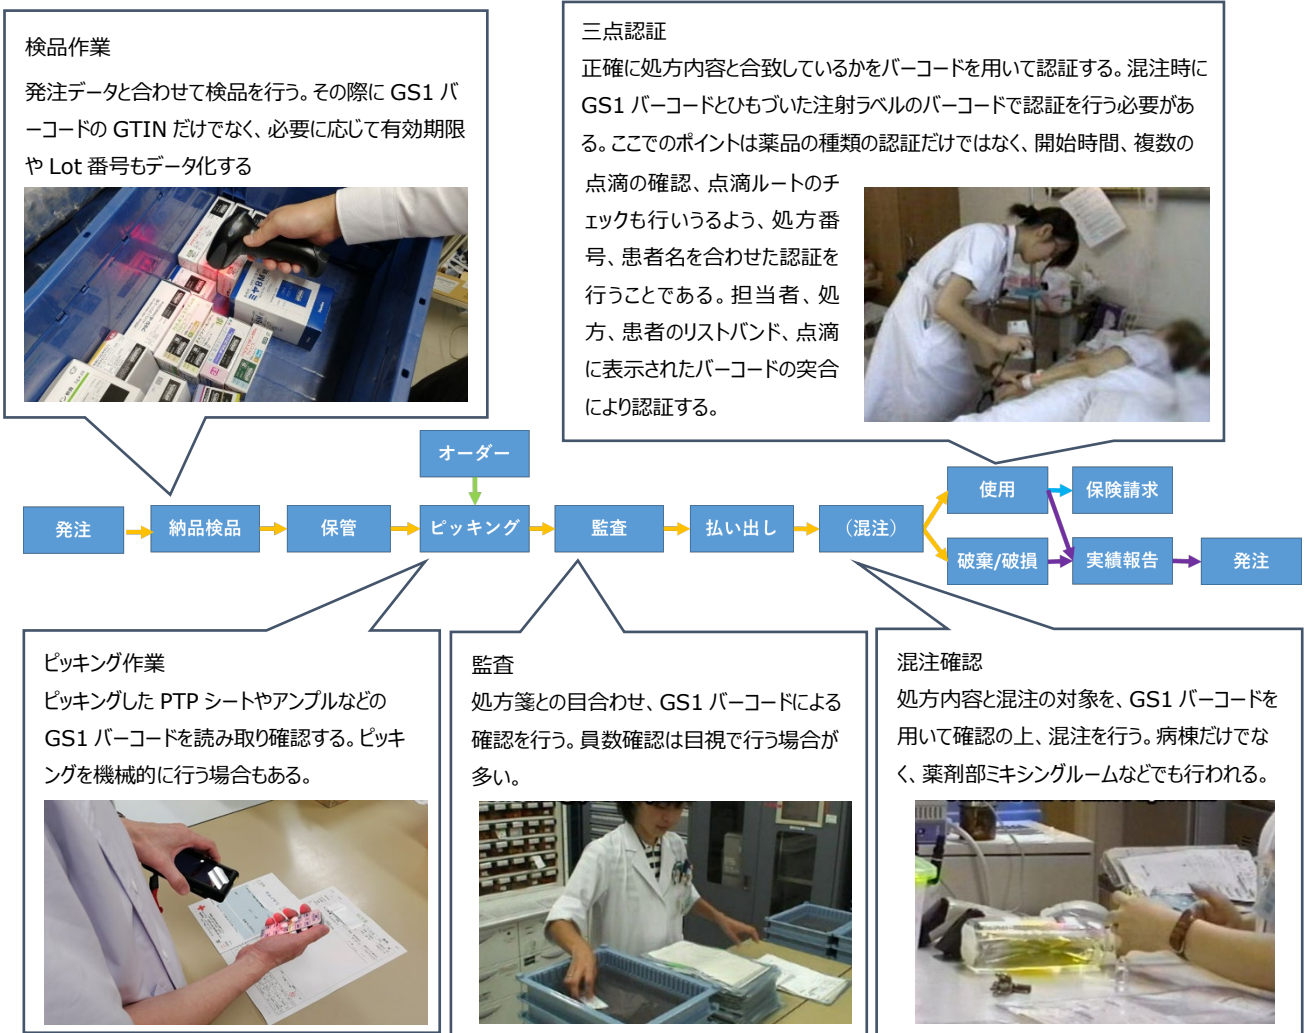 検品作業
発注データと合わせて検品を行う。その際に GS1 バ
ーコードの GTIN だけでなく、必要に応じて有効期限
や Lot 番号もデータ化する
三点認証
正確に処方内容と合致しているかをバーコードを用いて認証する。混注時に
GS1 バーコードとひもづいた注射ラベルのバーコードで認証を行う必要があ
る。ここでのポイントは薬品の種類の認証だけではなく、開始時間、複数の
点滴の確認、点滴ルートのチ
ェックも行いうるよう、処方番
号、患者名を合わせた認証を
行うことである。担当者、処
方、患者のリストバンド、点滴
に表示されたバーコードの突合
により認証する。
オーダー
発注
納品検品
保管
ピッキング
監査
払い出し
（混注）
使用
保険請求
破棄/破損
実績報告
発注
ピッキング作業
ピッキングした PTP シートやアンプルなどの
GS1 バーコードを読み取り確認する。ピッキ
ングを機械的に行う場合もある。
監査
処方箋との目合わせ、GS1 バーコードによる
確認を行う。員数確認は目視で行う場合が
多い。
混注確認
処方内容と混注の対象を、GS1 バーコードを
用いて確認の上、混注を行う。病棟だけでな
く、薬剤部ミキシングルームなどでも行われる。